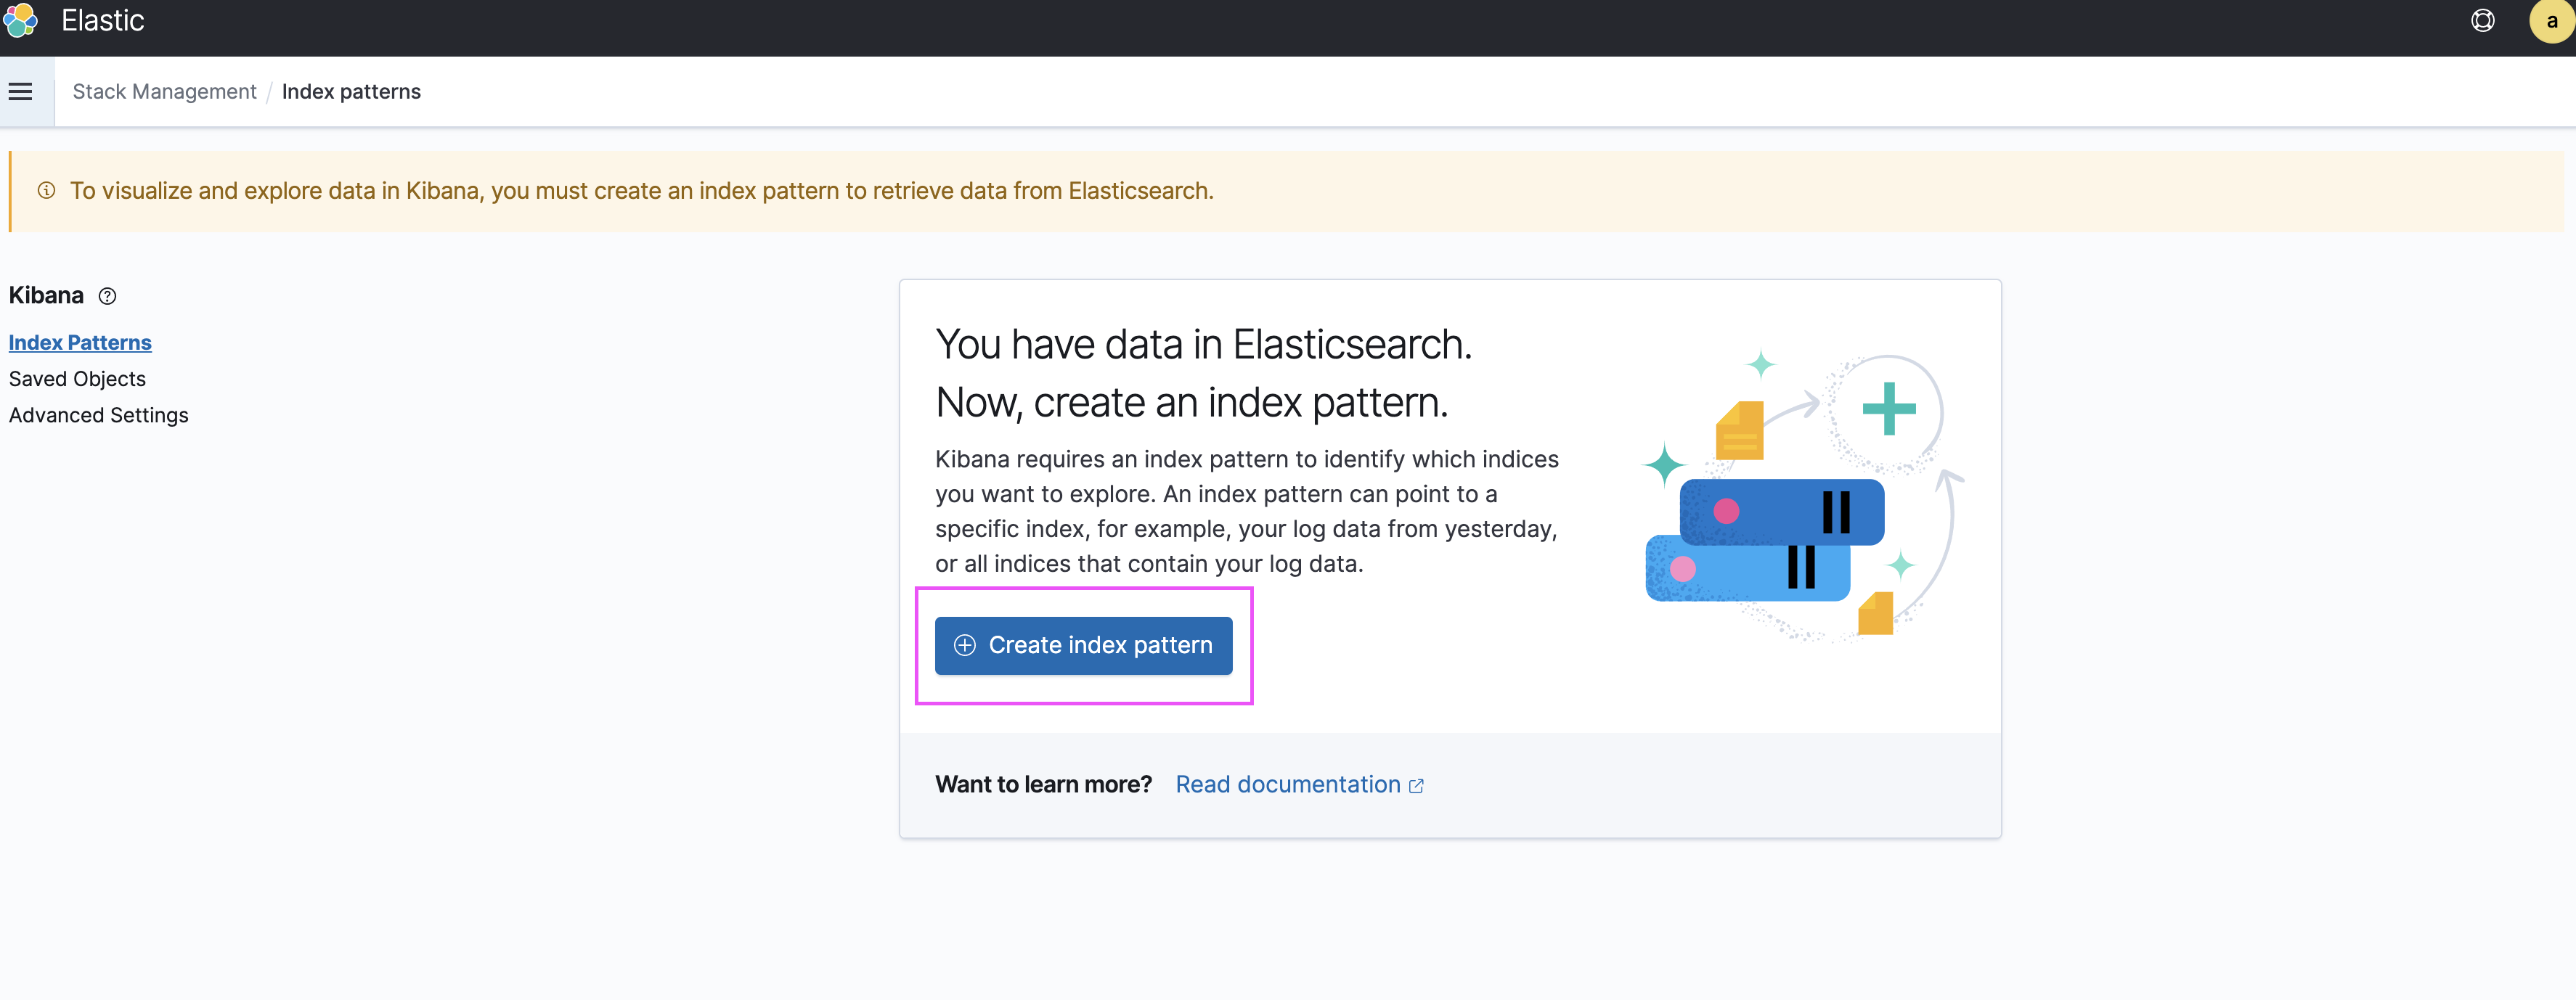 Elastic
a
Stack Management / Index patterns
To visualize and explore data in Kibana, you must create an index pattern to retrieve data from Elasticsearch.
Kibana
Index Patterns
Saved Objects
Advanced Settings
You have data in Elasticsearch.
Now, create an index pattern.
Kibana requires an index pattern to identify which indices
you want to explore. An index pattern can point to a
specific index, for example, your log data from yesterday,
or all indices that contain your log data.
Create index pattern
Want to learn more? Read documentation